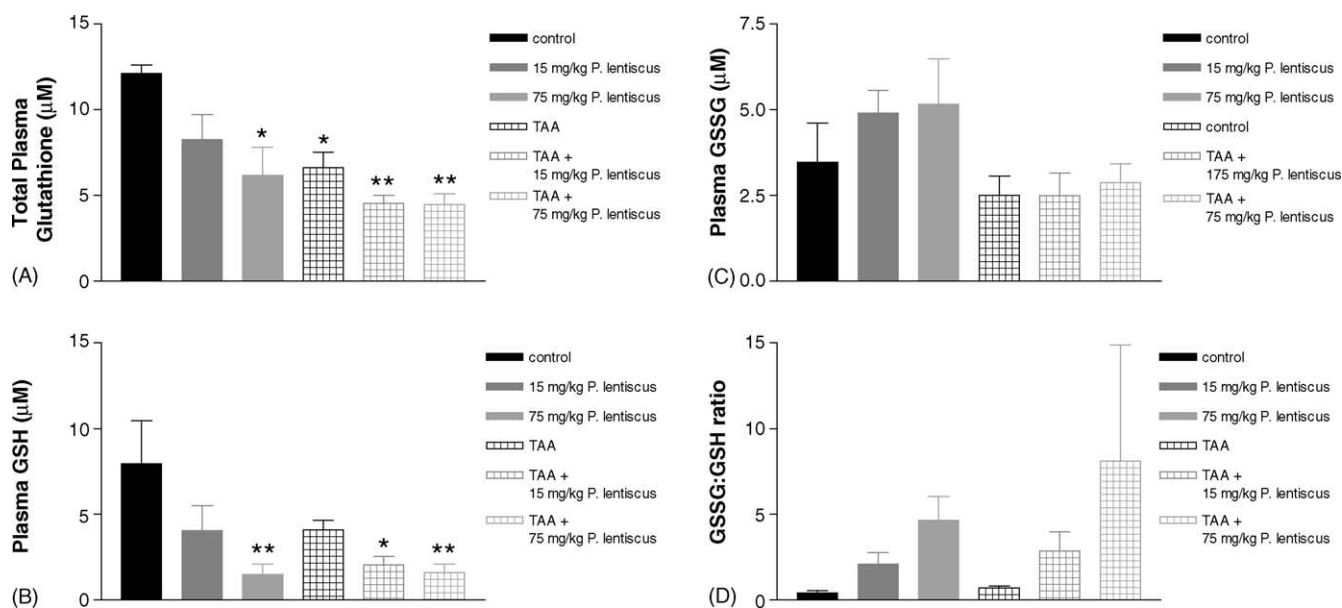 15
10
5
0
Total Plasma
Glutathione (μM)
(A)
*
*
**
**
control
15 mg/kg P. lentiscus
75 mg/kg P. lentiscus
TAA
TAA +
15 mg/kg P. lentiscus
TAA +
75 mg/kg P. lentiscus
7.5
5.0
2.5
0.0
Plasma GSSG (μM)
(C)
control
15 mg/kg P. lentiscus
75 mg/kg P. lentiscus
control
TAA +
175 mg/kg P. lentiscus
TAA +
75 mg/kg P. lentiscus
15
10
5
0
Plasma GSH (μM)
(B)
**
*
**
control
15 mg/kg P. lentiscus
75 mg/kg P. lentiscus
TAA
TAA +
15 mg/kg P. lentiscus
TAA +
75 mg/kg P. lentiscus
15
10
5
0
GSSG:GSH ratio
(D)
control
15 mg/kg P. lentiscus
75 mg/kg P. lentiscus
TAA
TAA +
15 mg/kg P. lentiscus
TAA +
75 mg/kg P. lentiscus